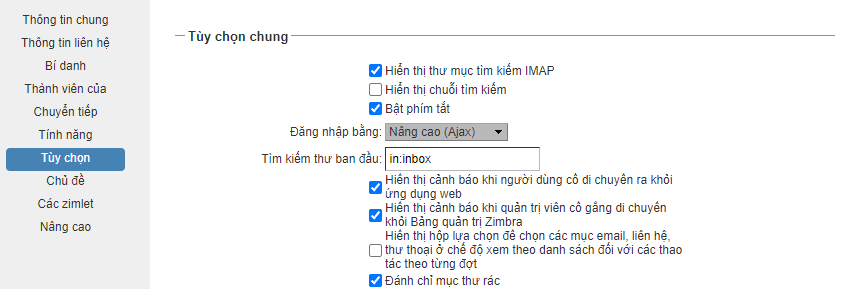 Thông tin chung
Thông tin liên hệ
Bí danh
Thành viên của
Chuyển tiếp
Tính năng
Tùy chọn
Chủ đề
Các zimlet
Nâng cao
Tùy chọn chung
Hiển thị thư mục tìm kiếm IMAP
Hiển thị chuỗi tìm kiếm
Bật phím tắt
Đăng nhập bằng: Nâng cao (Ajax)
Tìm kiếm thư ban đầu: in:inbox
Hiển thị cảnh báo khi người dùng cố di chuyển ra khỏi
ứng dụng web
Hiển thị cảnh báo khi quản trị viên cố gắng di chuyển
khỏi Bảng quản trị Zimbra
Hiển thị hộp lựa chọn để chọn các mục email, liên hệ,
thư thoại ở chế độ xem theo danh sách đối với các thao
tác theo từng đợt
Đánh chỉ mục thư rác